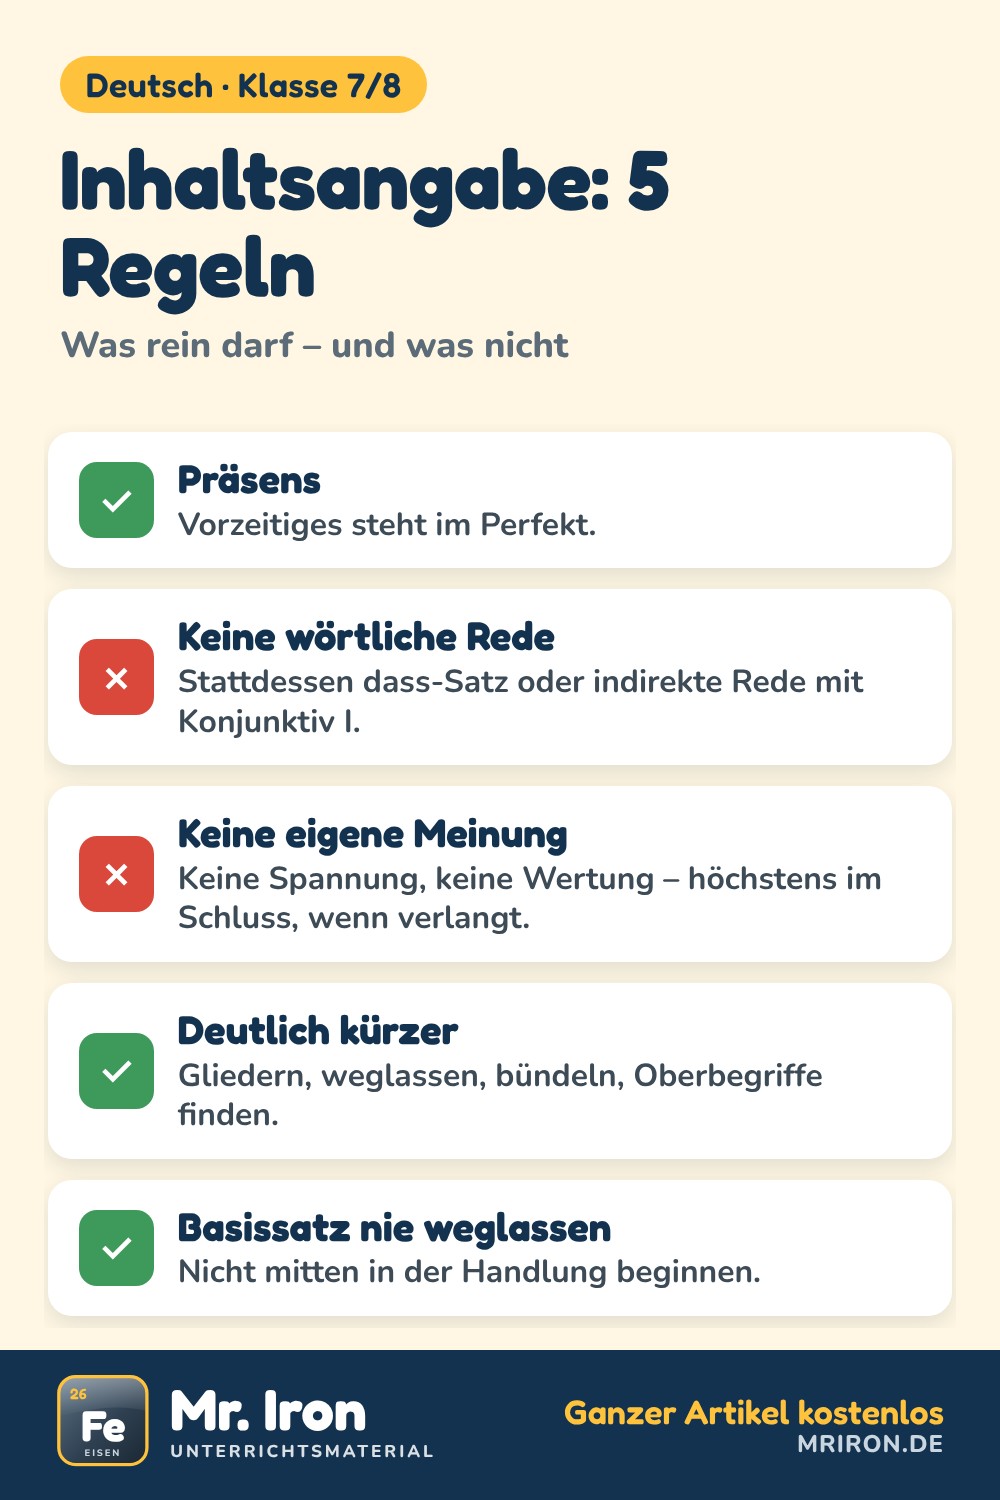 Deutsch · Klasse 7/8
Inhaltsangabe: 5
Regeln
Was rein darf – und was nicht
Präsens
Vorzeitiges steht im Perfekt.
Keine wörtliche Rede
Stattdessen dass-Satz oder indirekte Rede mit
Konjunktiv I.
Keine eigene Meinung
Keine Spannung, keine Wertung – höchstens im
Schluss, wenn verlangt.
Deutlich kürzer
Gliedern, weglassen, bündeln, Oberbegriffe
finden.
Basissatz nie weglassen
Nicht mitten in der Handlung beginnen.
26
Fe
EISEN
Mr. Iron
UNTERRICHTSMATERIAL
Ganzer Artikel kostenlos
MRIRON.DE